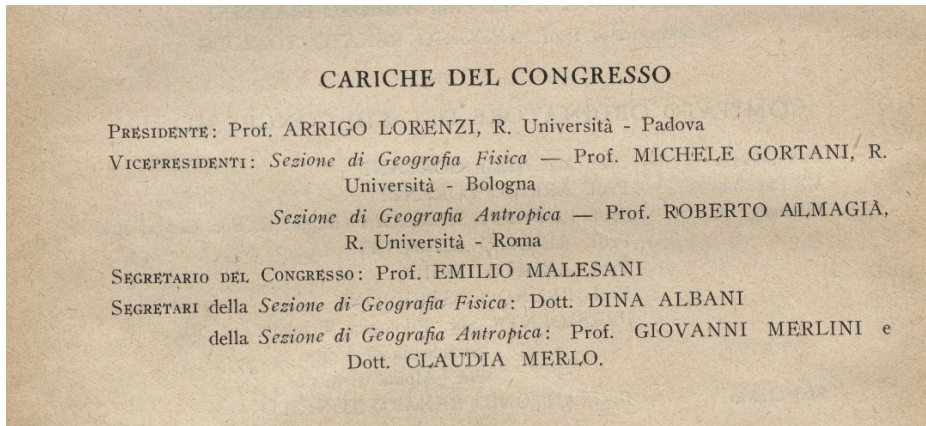 CARICHE DEL CONGRESSO
PRESIDENTE: Prof. ARRIGO LORENZI, R. Università - Padova
VICEPRESIDENTI: Sezione di Geografia Fisica — Prof. MICHELE GORTANI, R.
Università - Bologna
Sezione di Geografia Antropica — Prof. ROBERTO ALMAGIÀ,
R. Università - Roma
SEGRETARIO DEL CONGRESSO: Prof. EMILIO MALESANI
SEGRETARI della Sezione di Geografia Fisica: Dott. DINA ALBANI
della Sezione di Geografia Antropica: Prof. GIOVANNI MERLINI e
Dott. CLAUDIA MERLO.